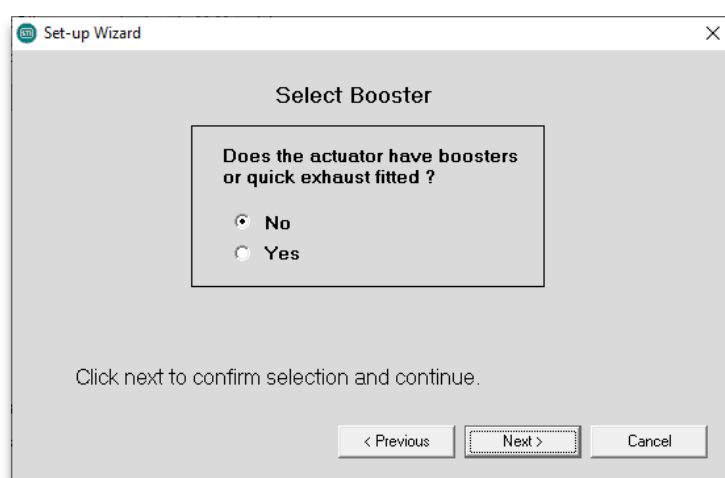 Set-up Wizard
Select Booster
Does the actuator have boosters
or quick exhaust fitted ?
No
Yes
Click next to confirm selection and continue.
< Previous
Next >
Cancel